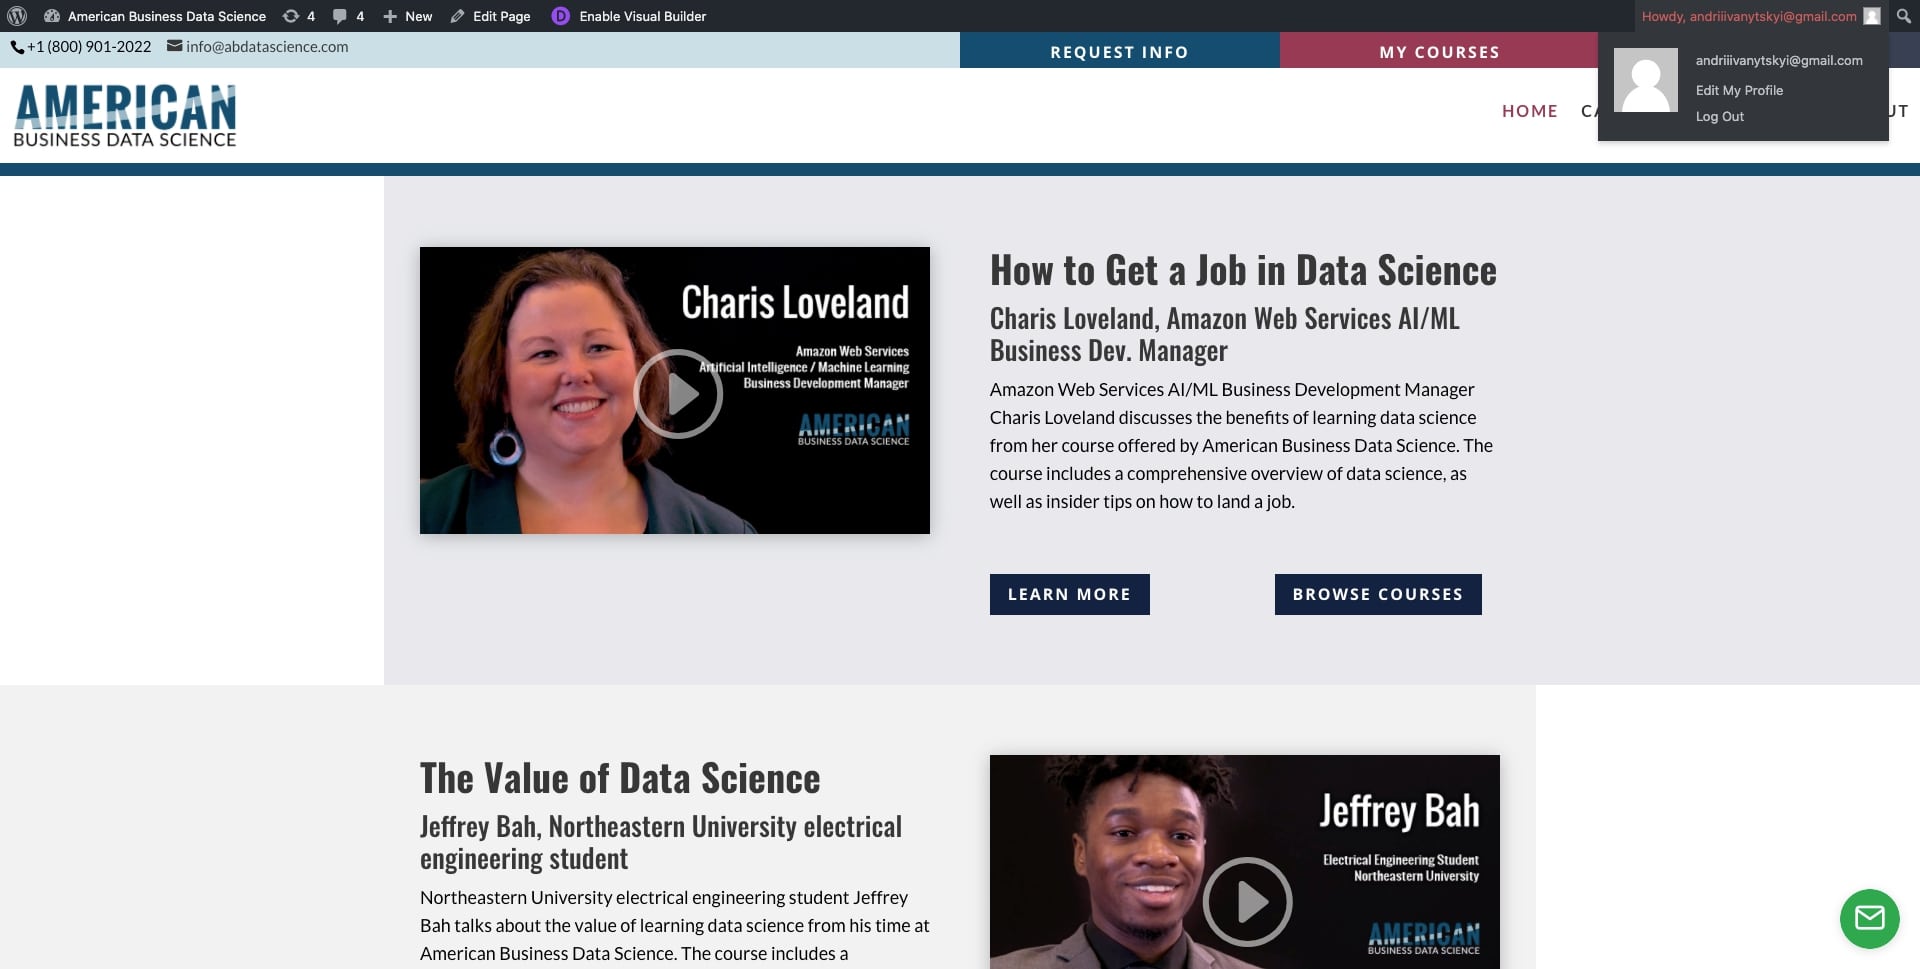 American Business Data Science 4 4 New Edit Page D Enable Visual Builder Howdy, andriiivanytskyi@gmail.com
+1 (800) 901-2022 info@abdatascience.com REQUEST INFO MY COURSES
andriiivanytskyi@gmail.com
Edit My Profile
Log Out
AMERICAN
BUSINESS DATA SCIENCE
HOME
Charis Loveland
Amazon Web Services
Artificial Intelligence / Machine Learning
Business Development Manager
AMERICAN
BUSINESS DATA SCIENCE
How to Get a Job in Data Science
Charis Loveland, Amazon Web Services AI/ML
Business Dev. Manager
Amazon Web Services AI/ML Business Development Manager
Charis Loveland discusses the benefits of learning data science
from her course offered by American Business Data Science. The
course includes a comprehensive overview of data science, as
well as insider tips on how to land a job.
LEARN MORE BROWSE COURSES
The Value of Data Science
Jeffrey Bah, Northeastern University electrical
engineering student
Northeastern University electrical engineering student Jeffrey
Bah talks about the value of learning data science from his time at
American Business Data Science. The course includes a
Jeffrey Bah
Electrical Engineering Student
Northeastern University
AMERICAN
BUSINESS DATA SCIENCE